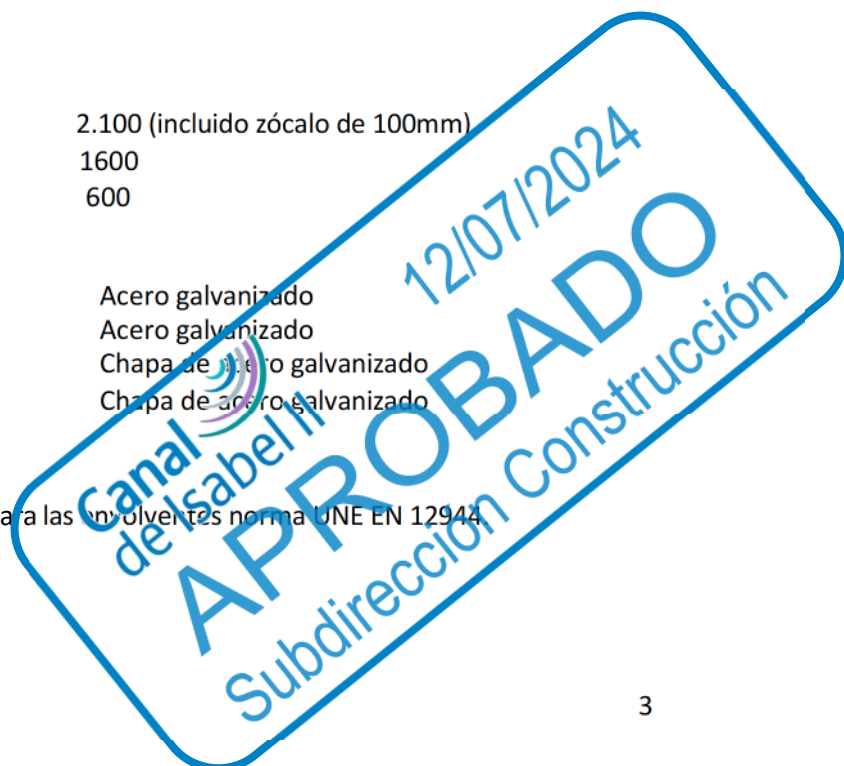 2.100 (incluido zócalo de 100mm)
1600
600
12/07/2024
Acero galvanizado
Acero galvanizado
Chapa de acero galvanizado
Chapa de acero galvanizado
Canal
de Isabel II
APROBADO
Subdirección Construcción
ara las envolventes norma UNE EN 12944.
3